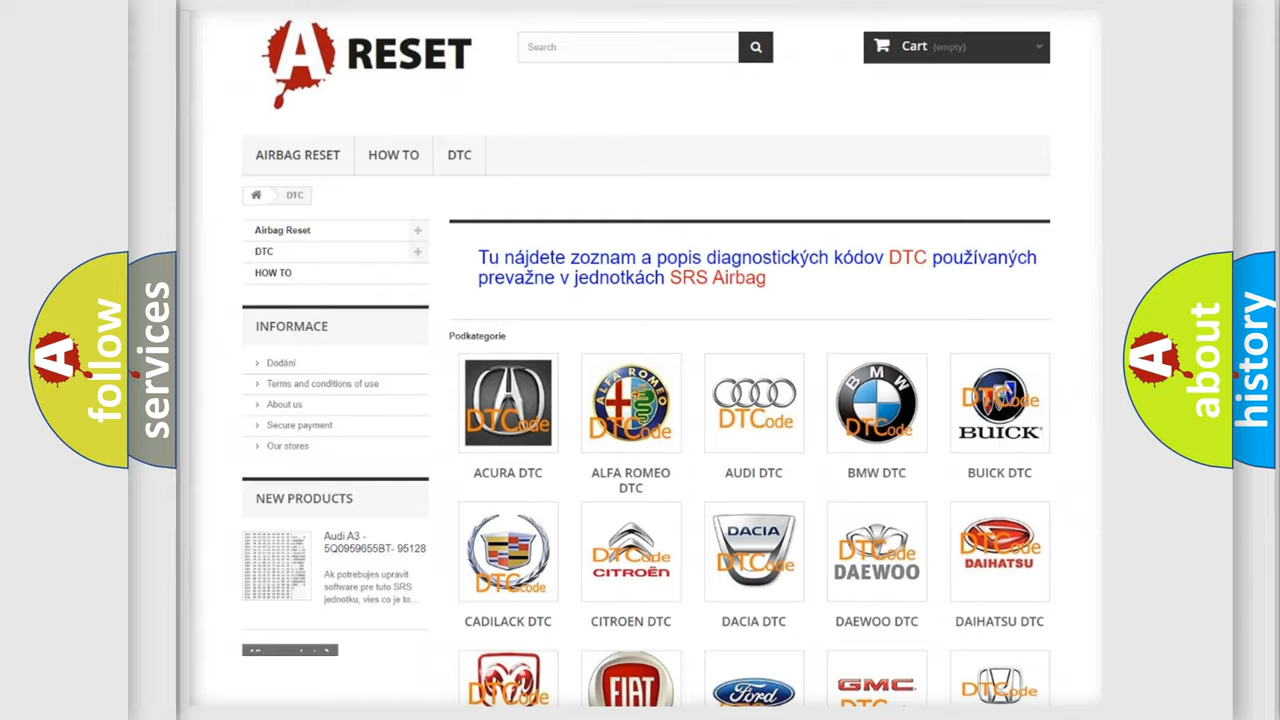 A RESET
Search
Cart (empty)
AIRBAG RESET
HOW TO
DTC
DTC
Airbag Reset
DTC
HOW TO
INFORMACE
Dodání
Terms and conditions of use
About us
Secure payment
Our stores
NEW PRODUCTS
Audi A3 -
5Q0959655BT- 95128
Ak potrebujes upravit
software pre tuto SRS
jednotku, vies co je to...
Tu nájdete zoznam a popis diagnostických kódov DTC používaných
prevažne v jednotkách SRS Airbag
Podkategorie
DTCode
ALFA ROMEO
DTCode
DTCode
BMW
DTCode
DTCode
BUICK
ACURA DTC
ALFA ROMEO
DTC
AUDI DTC
BMW DTC
BUICK DTC
DTCode
DTCode
CITROËN
DACIA
DTCode
DTCode
DAEWOO
DTCode
DAIHATSU
CADILACK DTC
CITROEN DTC
DACIA DTC
DAEWOO DTC
DAIHATSU DTC
DTCode
FIAT
Ford
GMC
DTCode
A follow
services
A about
history